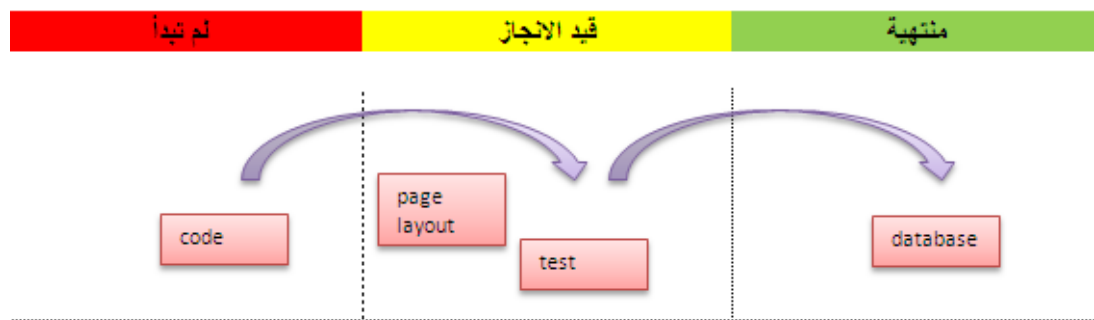 لم تبدأ
قيد الانجاز
منتهية
code
page
layout
test
database